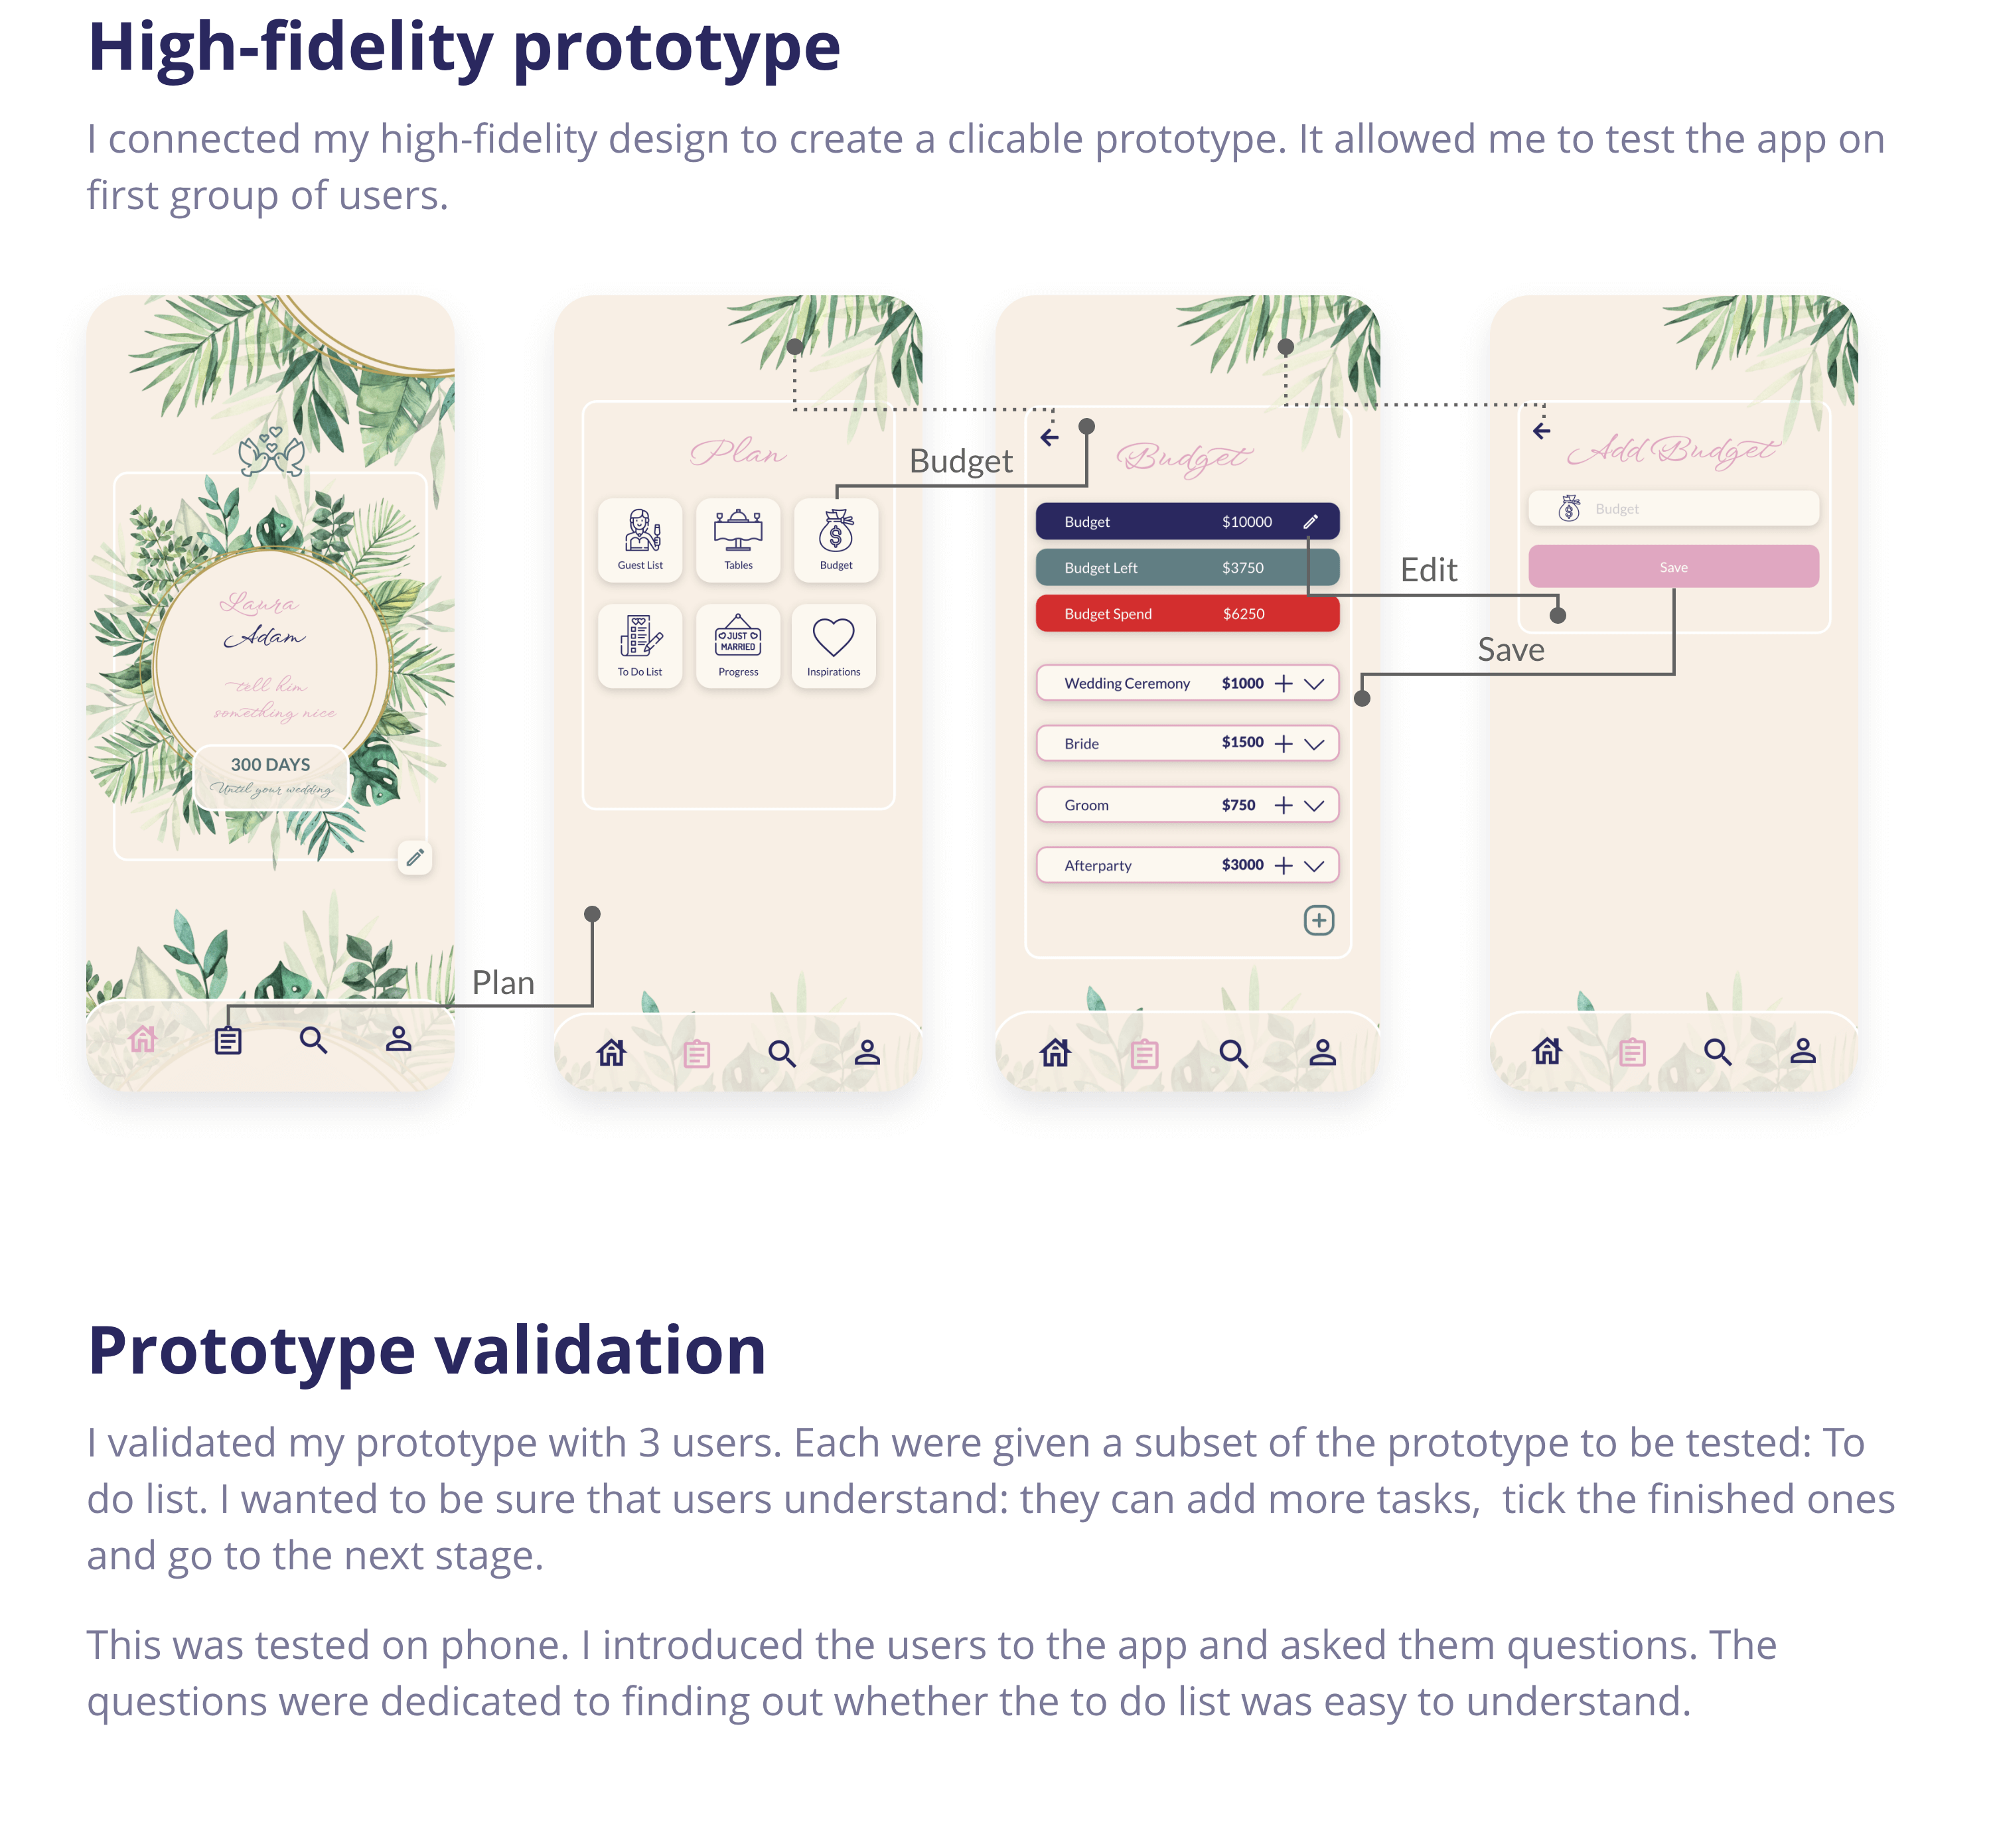 High-fidelity prototype
I connected my high-fidelity design to create a clicable prototype. It allowed me to test the app on
first group of users.
Laura
Adam
tell him
something nice
300 DAYS
Until your wedding
Plan
Plan
Guest List
Tables
Budget
To Do List
JUST
MARRIED
Progress
Inspirations
Budget
Budget
Budget $10000
Budget Left $3750
Budget Spend $6250
Wedding Ceremony $1000
Bride $1500
Groom $750
Afterparty $3000
Edit
Save
Add Budget
Budget
Save
Prototype validation
I validated my prototype with 3 users. Each were given a subset of the prototype to be tested: To
do list. I wanted to be sure that users understand: they can add more tasks,  tick the finished ones
and go to the next stage.
This was tested on phone. I introduced the users to the app and asked them questions. The
questions were dedicated to finding out whether the to do list was easy to understand.